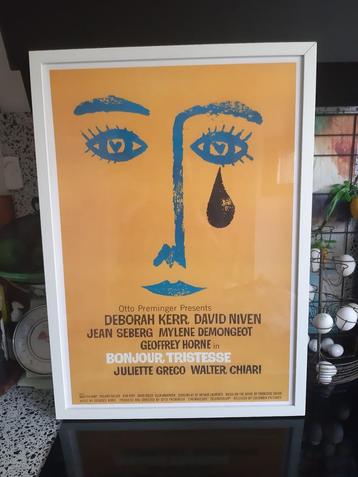 Otto Preminger Presents
DEBORAH KERR, DAVID NIVEN
JEAN SEBERG MYLENE DEMONGEOT
GEOFFREY HORNE in
BONJOUR, TRISTESSE
JULIETTE GRECO WALTER, CHIARI